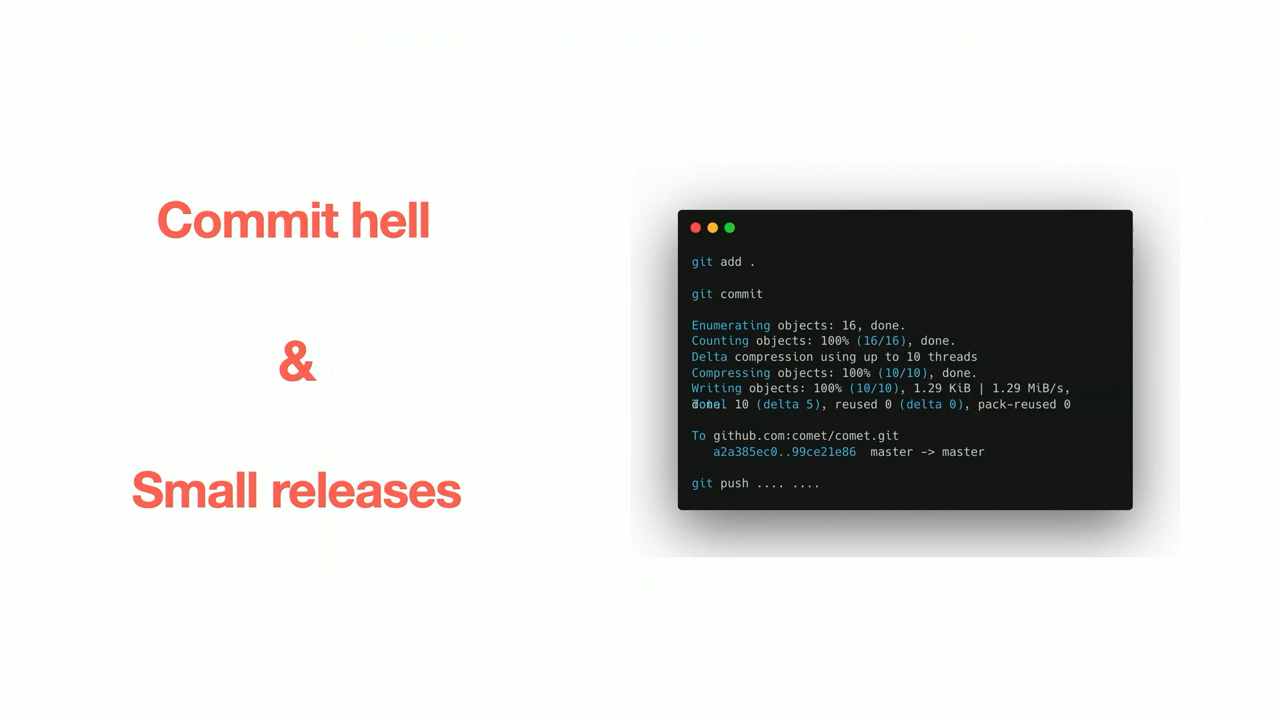 Commit hell
&
Small releases
git add .
git commit
Enumerating objects: 16, done.
Counting objects: 100% (16/16), done.
Delta compression using up to 10 threads
Compressing objects: 100% (10/10), done.
Writing objects: 100% (10/10), 1.29 KiB | 1.29 MiB/s,
10 (delta 5), reused 0 (delta 0), pack-reused 0
To github.com:comet/comet.git
a2a385ec0..99ce21e86 master -> master
git push .... ....